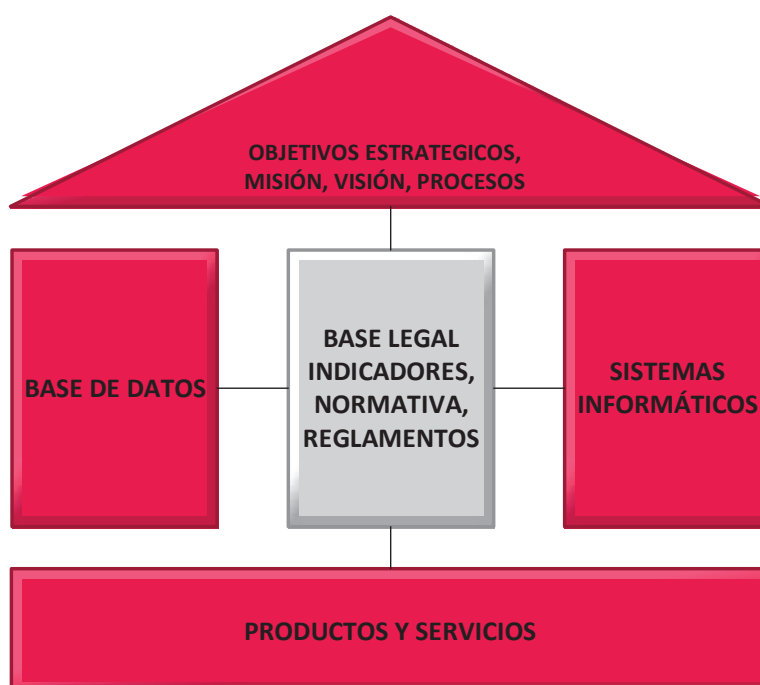 OBJETIVOS ESTRATEGICOS,
MISIÓN, VISIÓN, PROCESOS
BASE DE DATOS
BASE LEGAL
INDICADORES,
NORMATIVA,
REGLAMENTOS
SISTEMAS
INFORMÁTICOS
PRODUCTOS Y SERVICIOS